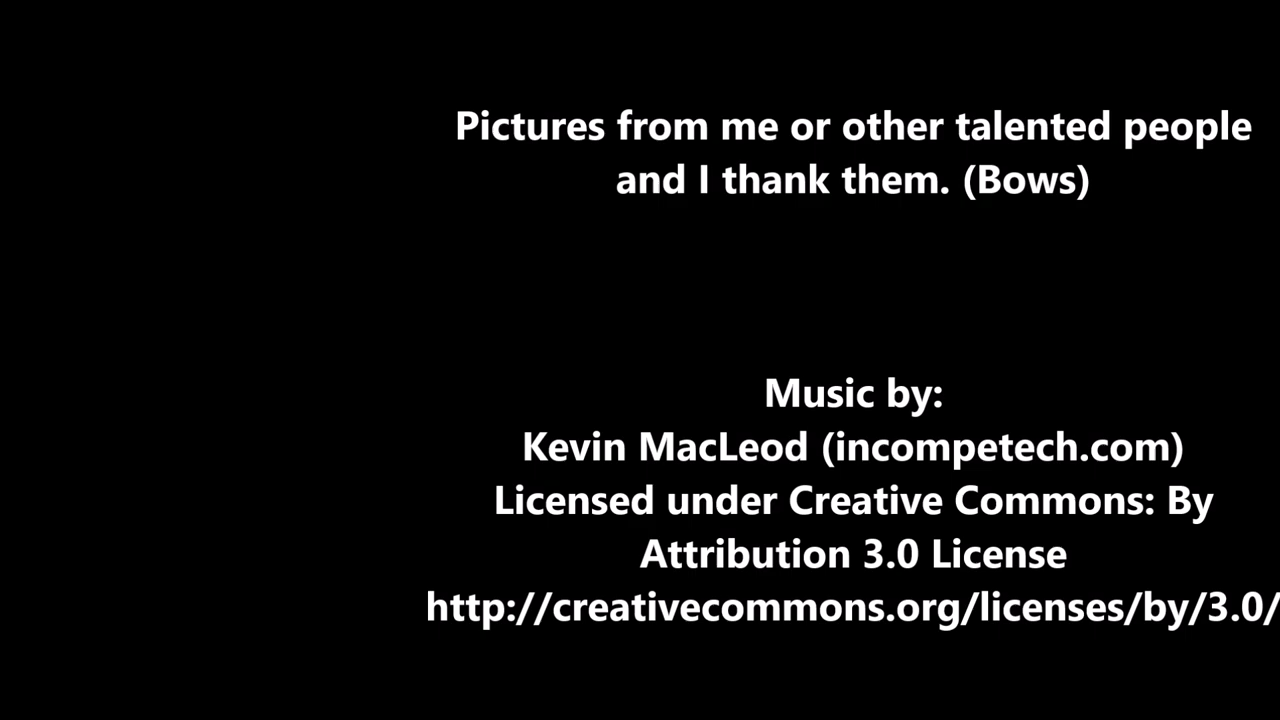 Pictures from me or other talented people
and I thank them. (Bows)
Music by:
Kevin MacLeod (incompetech.com)
Licensed under Creative Commons: By
Attribution 3.0 License
http://creativecommons.org/licenses/by/3.0/